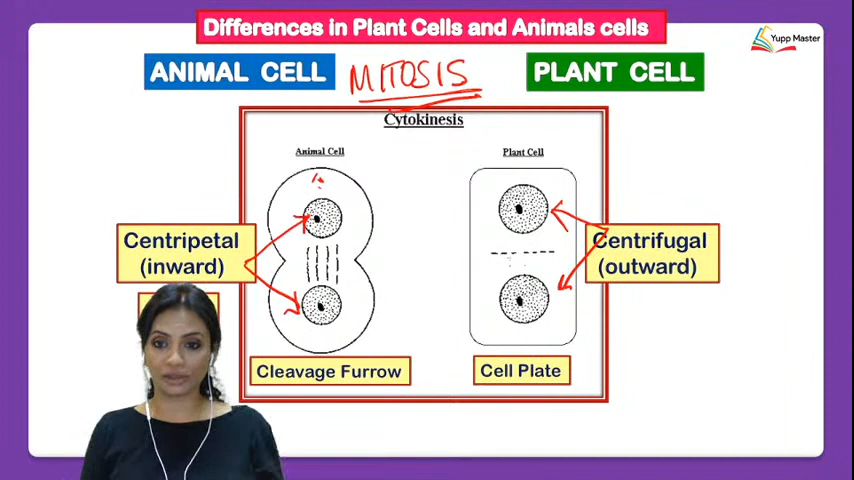 Differences in Plant Cells and Animals cells
Yupp Master
ANIMAL CELL
MITOSIS
PLANT CELL
Cytokinesis
Animal Cell
Plant Cell
Centripetal
(inward)
Centrifugal
(outward)
Cleavage Furrow
Cell Plate